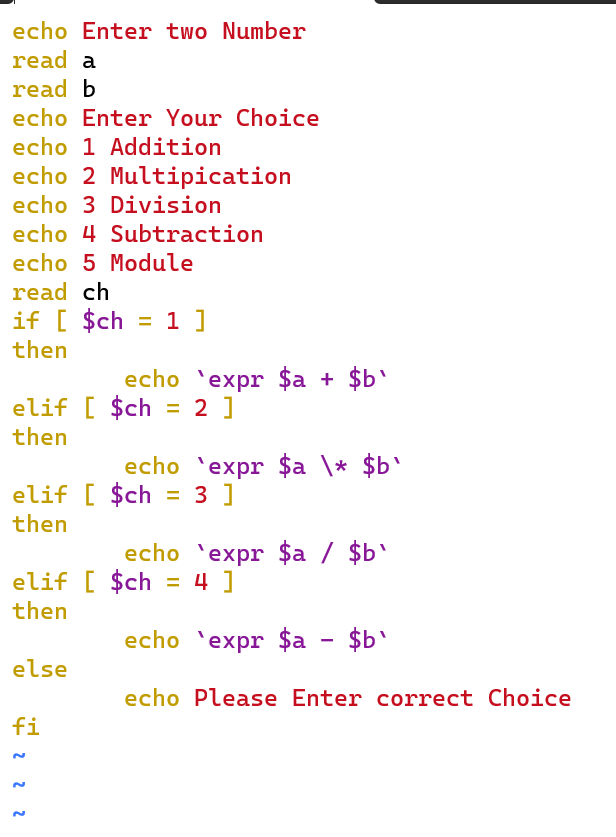 echo Enter two Number
read a
read b
echo Enter Your Choice
echo 1 Addition
echo 2 Multipication
echo 3 Division
echo 4 Subtraction
echo 5 Module
read ch
if [ $ch = 1 ]
then
        echo `expr $a + $b`
elif [ $ch = 2 ]
then
        echo `expr $a \* $b`
elif [ $ch = 3 ]
then
        echo `expr $a / $b`
elif [ $ch = 4 ]
then
        echo `expr $a - $b`
else
        echo Please Enter correct Choice
fi
~
~
~